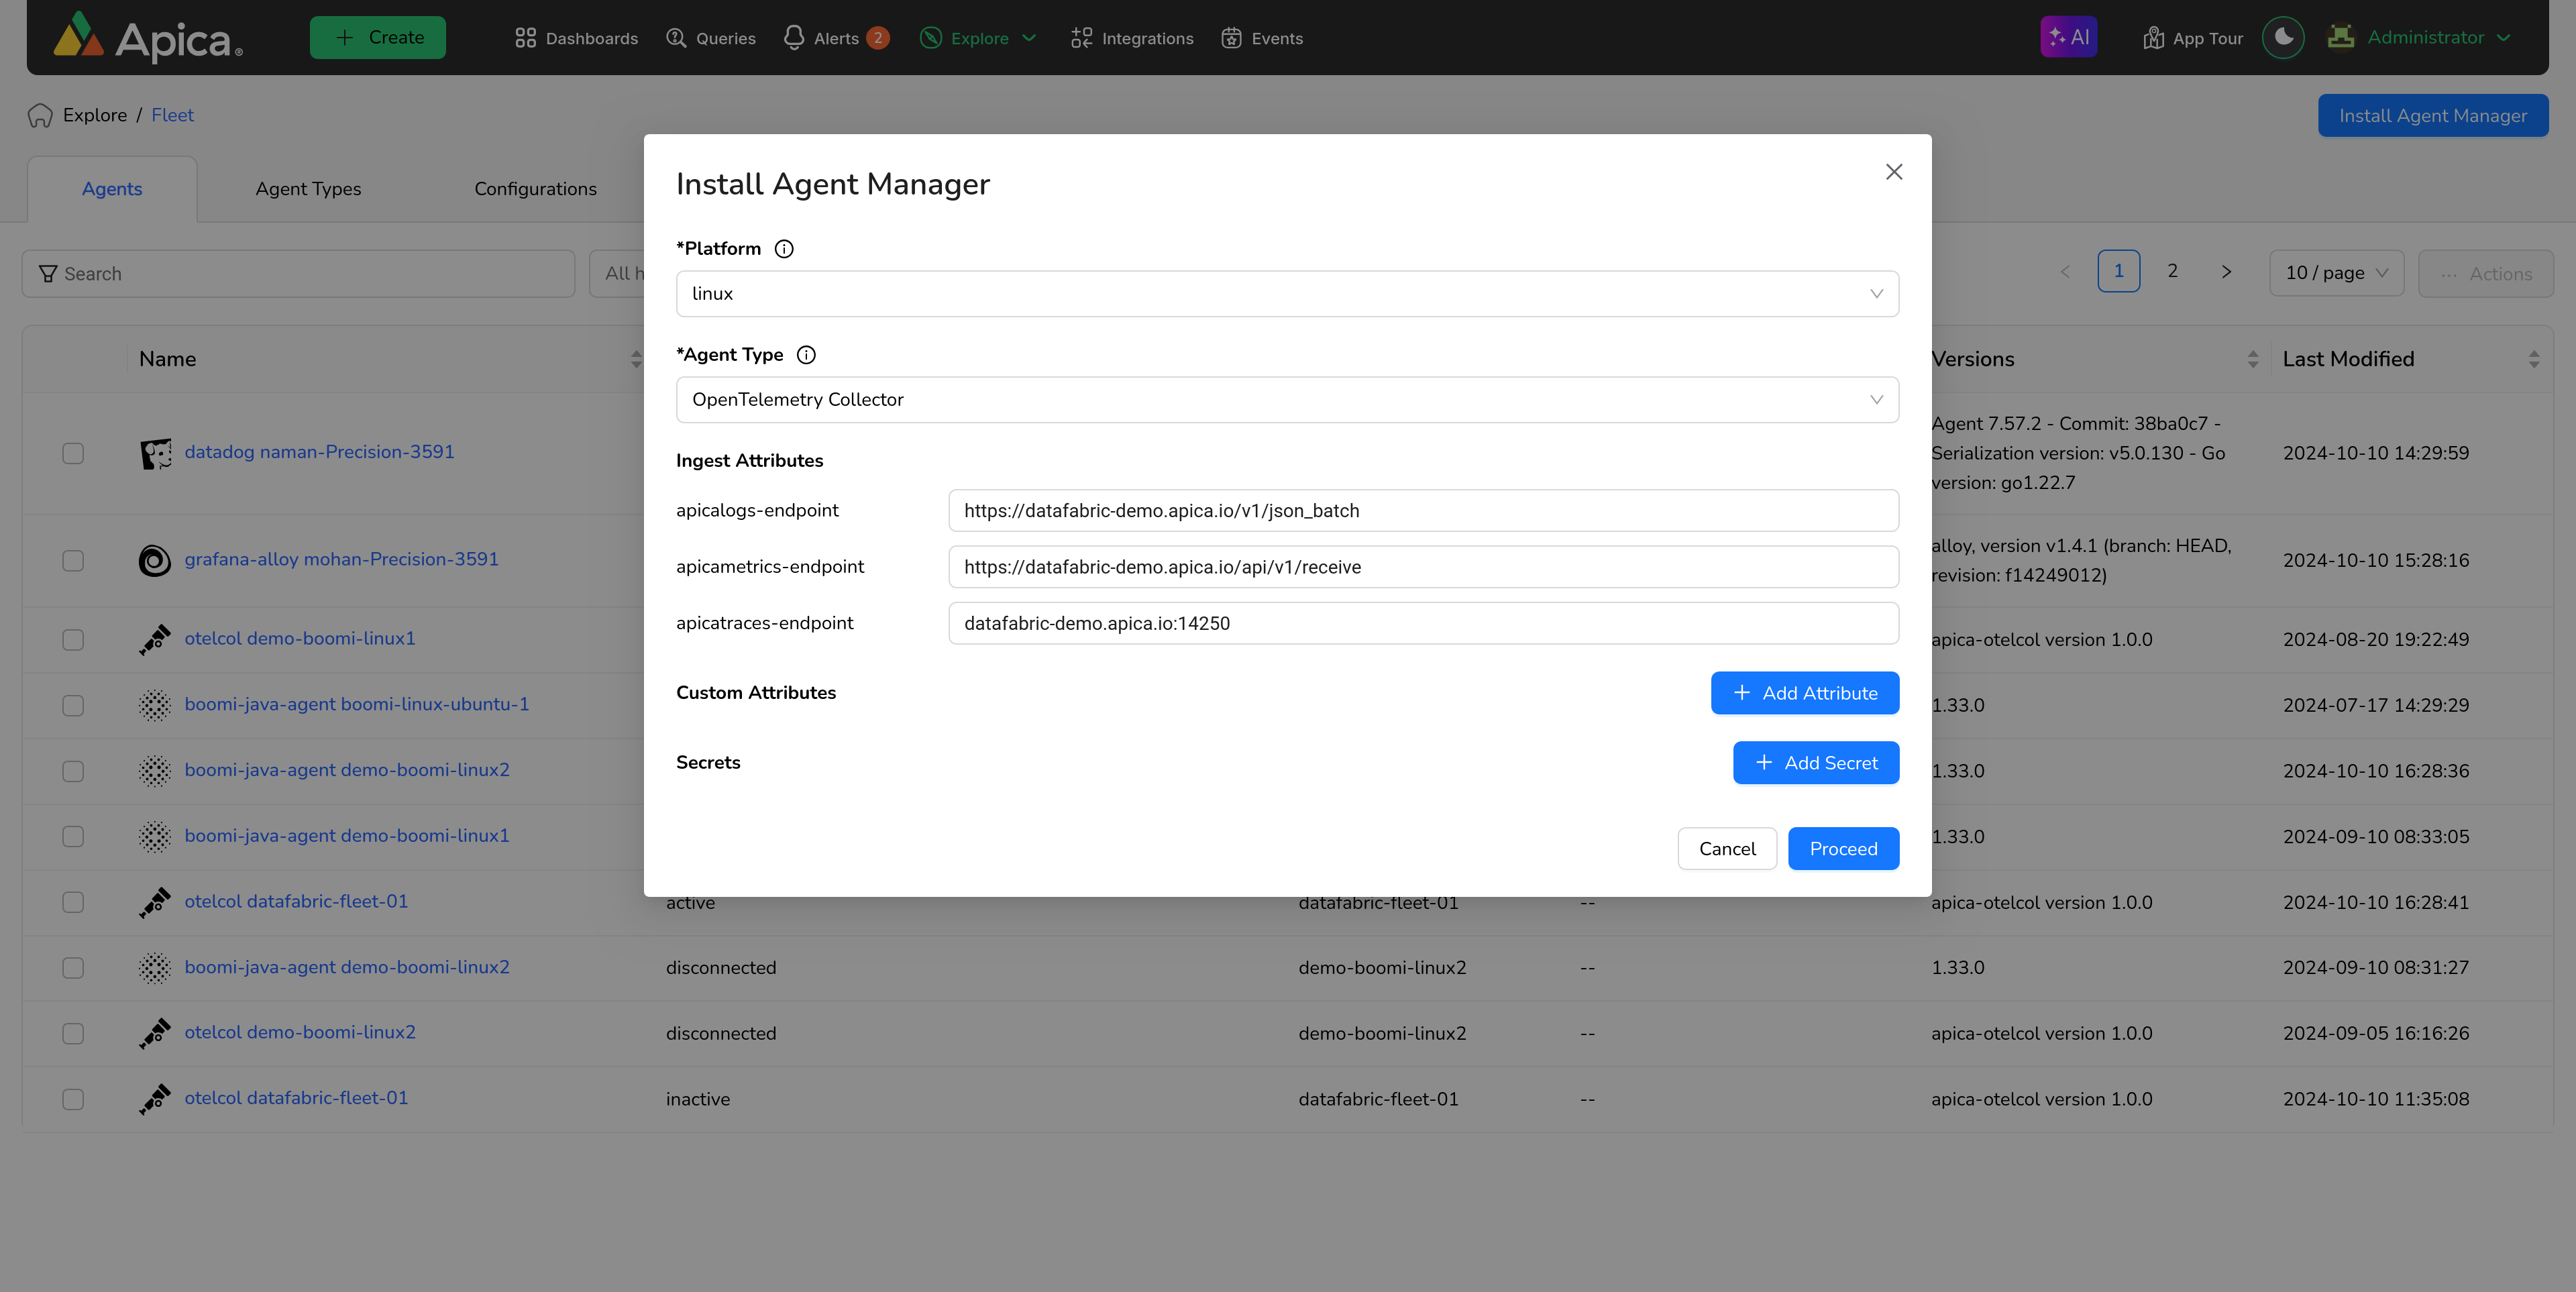 Apica®
+ Create
Dashboards
Queries
Alerts 2
Explore
Integrations
Events
AI
App Tour
Administrator
Explore / Fleet
Install Agent Manager
Agents
Agent Types
Configurations
Search
All h
1
2
10 / page
··· Actions
Install Agent Manager
*Platform
linux
*Agent Type
OpenTelemetry Collector
Ingest Attributes
apicalogs-endpoint https://datafabric-demo.apica.io/v1/json_batch
apicametrics-endpoint https://datafabric-demo.apica.io/api/v1/receive
apicatraces-endpoint datafabric-demo.apica.io:14250
Custom Attributes + Add Attribute
Secrets + Add Secret
Cancel Proceed
Name Versions Last Modified
datadog naman-Precision-3591
Agent 7.57.2 - Commit: 38ba0c7 -
Serialization version: v5.0.130 - Go
version: go1.22.7
2024-10-10 14:29:59
grafana-alloy mohan-Precision-3591
alloy, version v1.4.1 (branch: HEAD,
revision: f14249012)
2024-10-10 15:28:16
otelcol demo-boomi-linux1 apica-otelcol version 1.0.0 2024-08-20 19:22:49
boomi-java-agent boomi-linux-ubuntu-1 1.33.0 2024-07-17 14:29:29
boomi-java-agent demo-boomi-linux2 1.33.0 2024-10-10 16:28:36
boomi-java-agent demo-boomi-linux1 1.33.0 2024-09-10 08:33:05
otelcol datafabric-fleet-01 active datafabric-fleet-01 -- apica-otelcol version 1.0.0 2024-10-10 16:28:41
boomi-java-agent demo-boomi-linux2 disconnected demo-boomi-linux2 -- 1.33.0 2024-09-10 08:31:27
otelcol demo-boomi-linux2 disconnected demo-boomi-linux2 -- apica-otelcol version 1.0.0 2024-09-05 16:16:26
otelcol datafabric-fleet-01 inactive datafabric-fleet-01 -- apica-otelcol version 1.0.0 2024-10-10 11:35:08